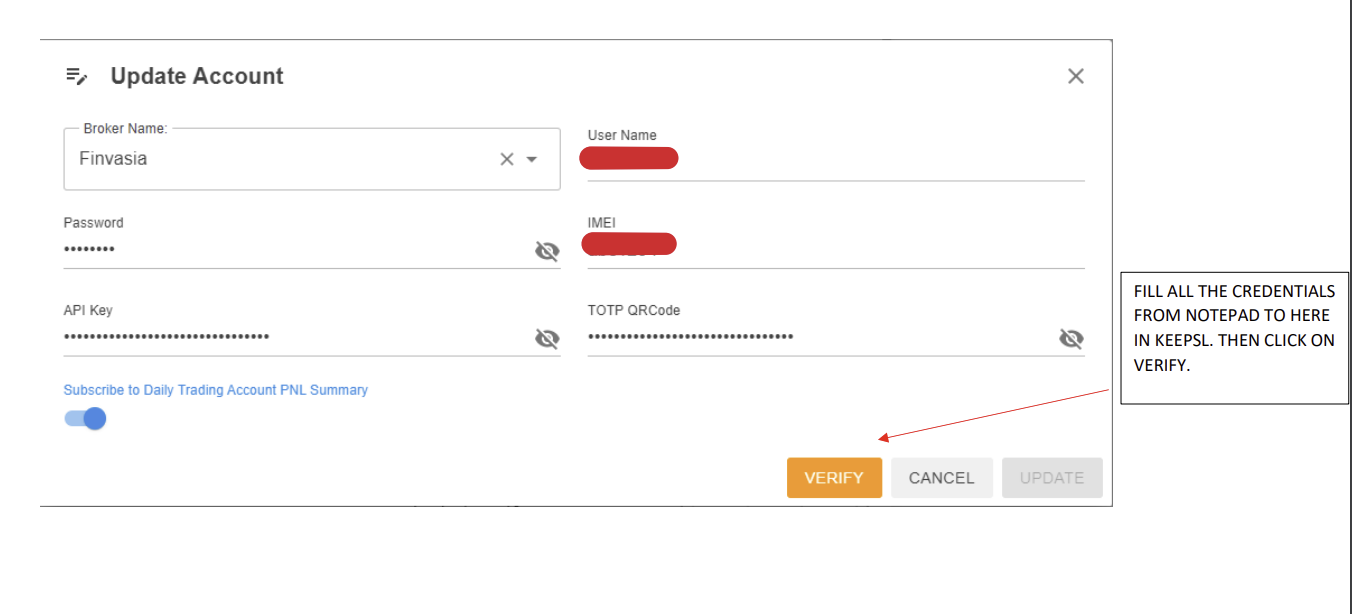 Update Account
Broker Name:
Finvasia
User Name
Password
IMEI
API Key
TOTP QRCode
Subscribe to Daily Trading Account PNL Summary
VERIFY CANCEL UPDATE
FILL ALL THE CREDENTIALS
FROM NOTEPAD TO HERE
IN KEEPSL. THEN CLICK ON
VERIFY.